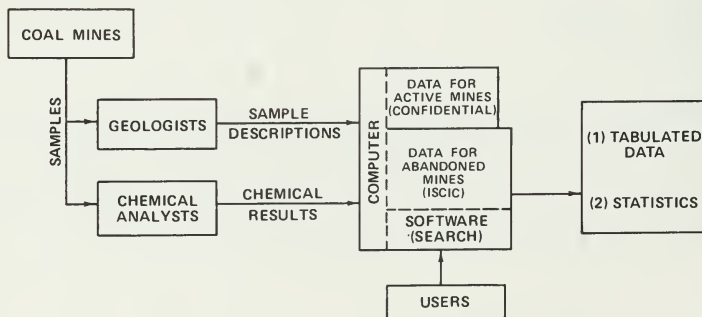 COAL MINES
SAMPLES
GEOLOGISTS
SAMPLE
DESCRIPTIONS
CHEMICAL
ANALYSTS
CHEMICAL
RESULTS
COMPUTER
DATA FOR
ACTIVE MINES
(CONFIDENTIAL)
DATA FOR
ABANDONED
MINES
(ISCIC)
SOFTWARE
(SEARCH)
USERS
(1) TABULATED
DATA
(2) STATISTICS